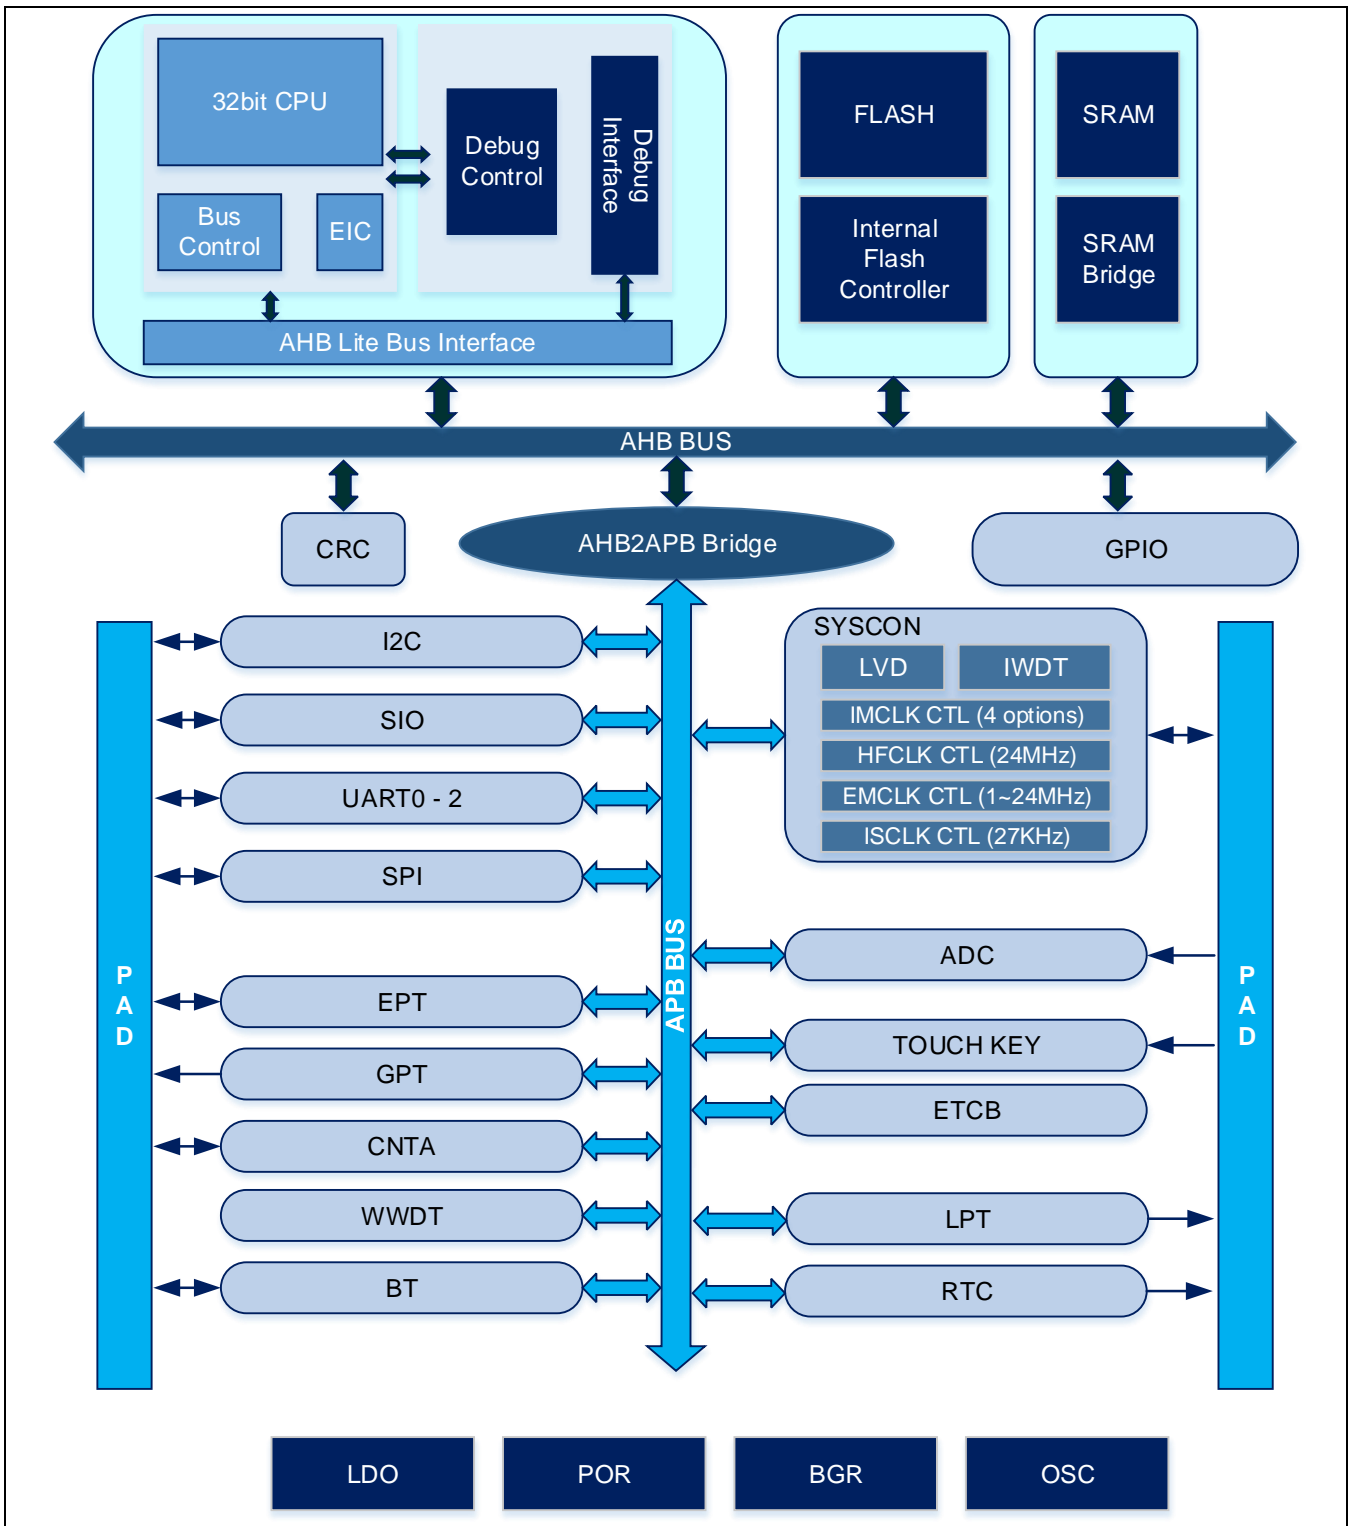 32bit CPU
Bus
Control
EIC
Debug
Control
Debug
Interface
AHB Lite Bus Interface
FLASH
Internal
Flash
Controller
SRAM
SRAM
Bridge
AHB BUS
CRC
AHB2APB Bridge
GPIO
PAD
I2C
SIO
UART0 - 2
SPI
EPT
GPT
CNTA
WWDT
BT
APB BUS
SYSCON
LVD
IWDT
IMCLK CTL (4 options)
HFCLK CTL (24MHz)
EMCLK CTL (1~24MHz)
ISCLK CTL (27KHz)
ADC
TOUCH KEY
ETCB
LPT
RTC
PAD
LDO
POR
BGR
OSC